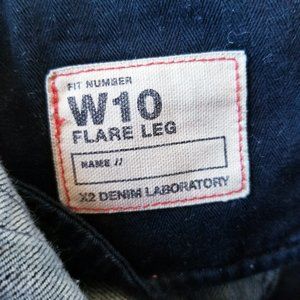 FIT NUMBER
W10
FLARE LEG
NAME //
X2 DENIM LABORATORY